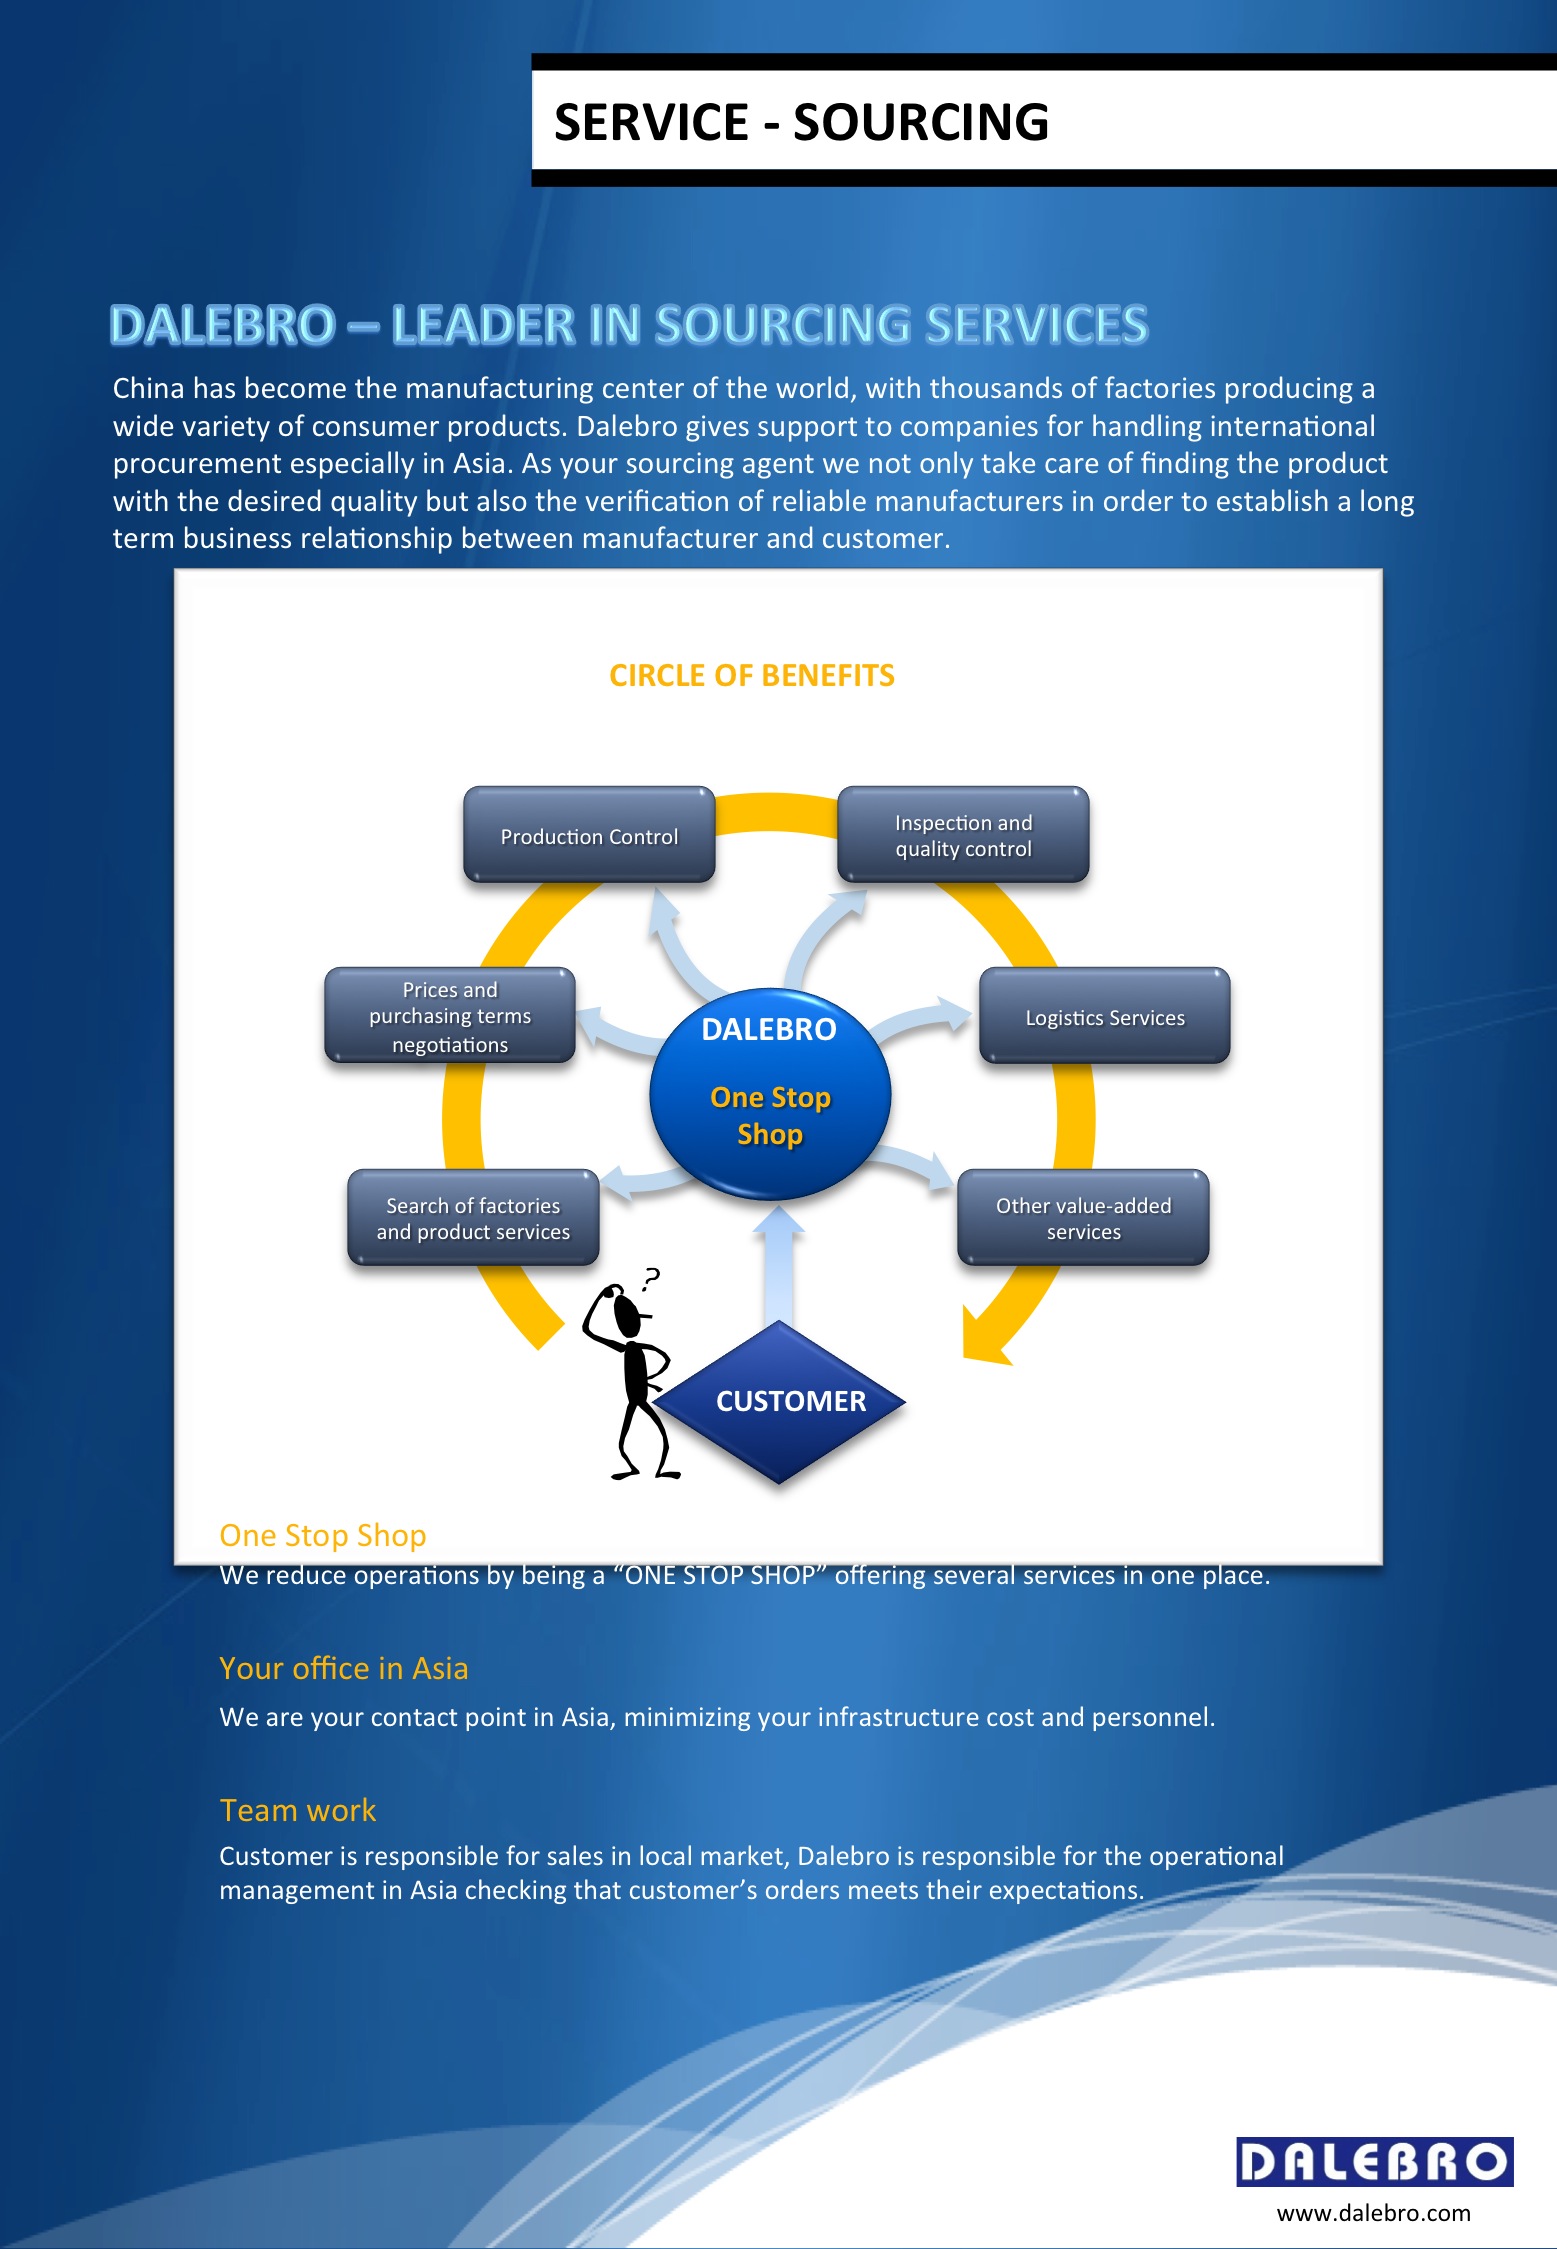 SERVICE - SOURCING
DALEBRO – LEADER IN SOURCING SERVICES
China has become the manufacturing center of the world, with thousands of factories producing a
wide variety of consumer products. Dalebro gives support to companies for handling international
procurement especially in Asia. As your sourcing agent we not only take care of finding the product
with the desired quality but also the verification of reliable manufacturers in order to establish a long
term business relationship between manufacturer and customer.
CIRCLE OF BENEFITS
Production Control
Inspection and
quality control
Prices and
purchasing terms
negotiations
Logistics Services
DALEBRO
One Stop
Shop
Search of factories
and product services
Other value-added
services
?
CUSTOMER
One Stop Shop
We reduce operations by being a “ONE STOP SHOP” offering several services in one place.
Your office in Asia
We are your contact point in Asia, minimizing your infrastructure cost and personnel.
Team work
Customer is responsible for sales in local market, Dalebro is responsible for the operational
management in Asia checking that customer’s orders meets their expectations.
DALEBRO
www.dalebro.com